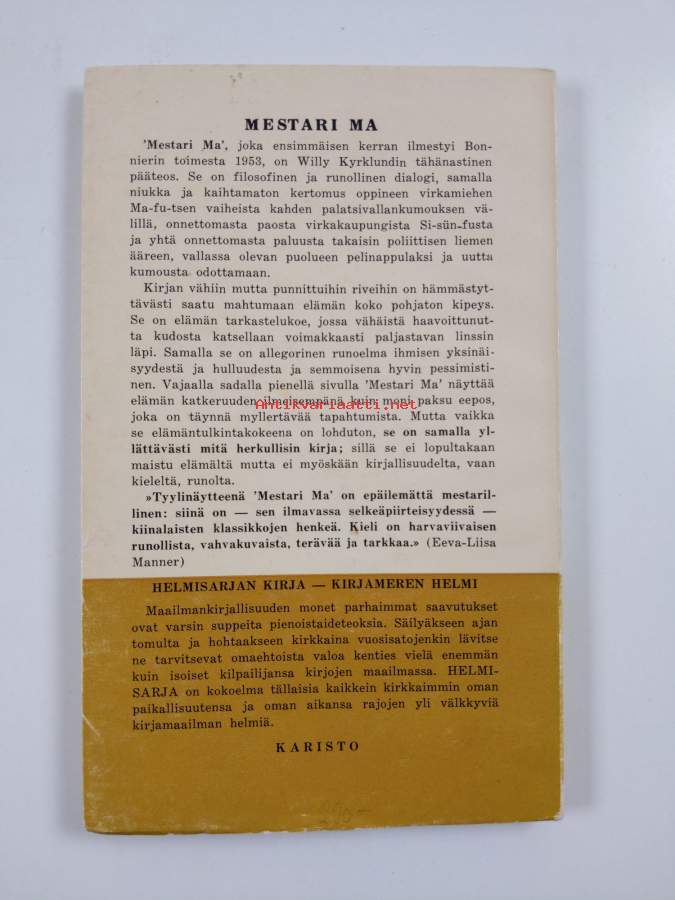 MESTARI MA
'Mestari Ma', joka ensimmäisen kerran ilmestyi Bon-
nierin toimesta 1953, on Willy Kyrklundin tähänastinen
pääteos. Se on filosofinen ja runollinen dialogi, samalla
niukka ja kaihtamaton kertomus oppineen virkamiehen
Ma-fu-tsen vaiheista kahden palatsivallankumouksen vä-
lillä, onnettomasta paosta virkakaupungista Si-sün-fusta
ja yhtä onnettomasta paluusta takaisin poliittisen liemen
ääreen, vallassa olevan puolueen pelinappulaksi ja uutta
kumousta odottamaan.
Kirjan vähiin mutta punnittuihin riveihin on hämmästyt-
tävästi saatu mahtumaan elämän koko pohjaton kipeys.
Se on elämän tarkastelukoe, jossa vähäistä haavoittunut-
ta kudosta katsellaan voimakkaasti paljastavan linssin
läpi. Samalla se on allegorinen runoelma ihmisen yksinäi-
syydestä ja hulluudesta ja semmoisena hyvin pessimisti-
nen. Vajaalla sadalla pienellä sivulla 'Mestari Ma' näyttää
elämän katkeruuden ilmeisempänä kuin moni paksu eepos,
Antikvariaatti.net
joka on täynnä myllertävää tapahtumista. Mutta vaikka
se elämäntulkintakokeena on lohduton, se on samalla yl-
lättävästi mitä herkullisin kirja; sillä se ei lopultakaan
maistu elämältä mutta ei myöskään kirjallisuudelta, vaan
kieleltä, runolta.
»Tyylinäytteenä 'Mestari Ma' on epäilemättä mestaril-
linen: siinä on — sen ilmavassa selkeäpiirteisyydessä —
kiinalaisten klassikkojen henkeä. Kieli on harvaviivaisen
runollista, vahvakuvaista, terävää ja tarkkaa.» (Eeva-Liisa
Manner)
HELMISARJAN KIRJA — KIRJAMEREN HELMI
Maailmankirjallisuuden monet parhaimmat saavutukset
ovat varsin suppeita pienoistaideteoksia. Säilyäkseen ajan
tomulta ja hohtaakseen kirkkaina vuosisatojenkin lävitse
ne tarvitsevat omaehtoista valoa kenties vielä enemmän
kuin isoiset kilpailijansa kirjojen maailmassa. HELMI-
SARJA on kokoelma tällaisia kaikkein kirkkaimmin oman
paikallisuutensa ja oman aikansa rajojen yli välkkyviä
kirjamaailman helmiä.
KARISTO